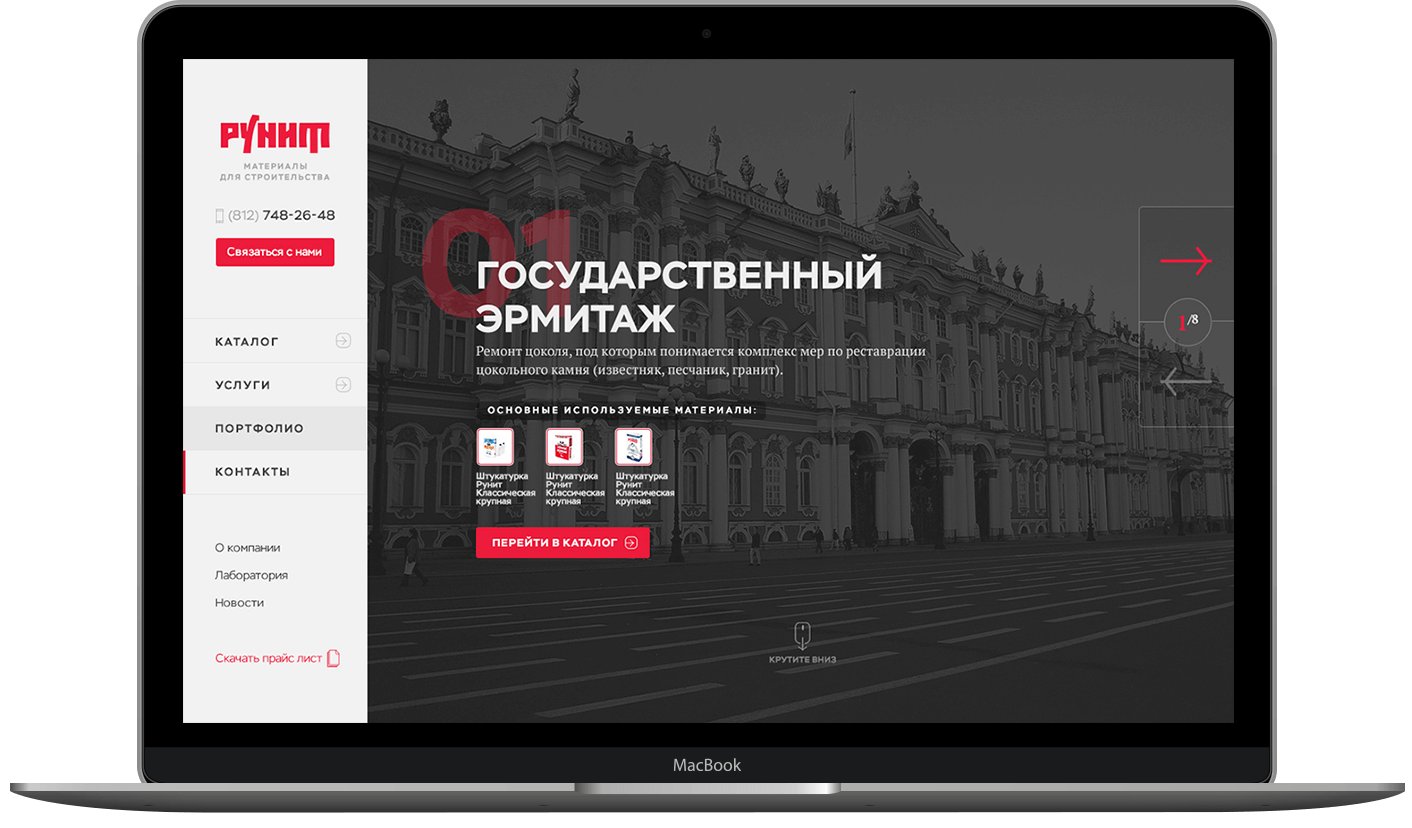 РУНИТ
МАТЕРИАЛЫ
ДЛЯ СТРОИТЕЛЬСТВА
(812) 748-26-48
Связаться с нами
КАТАЛОГ
УСЛУГИ
ПОРТФОЛИО
КОНТАКТЫ
О компании
Лаборатория
Новости
Скачать прайс лист
01
ГОСУДАРСТВЕННЫЙ
ЭРМИТАЖ
Ремонт цоколя, под которым понимается комплекс мер по реставрации
цокольного камня (известняк, песчаник, гранит).
ОСНОВНЫЕ ИСПОЛЬЗУЕМЫЕ МАТЕРИАЛЫ:
Штукатурка
Рунит
Классическая
крупная
Штукатурка
Рунит
Классическая
крупная
Штукатурка
Рунит
Классическая
крупная
ПЕРЕЙТИ В КАТАЛОГ
КРУТИТЕ ВНИЗ
1/8
MacBook